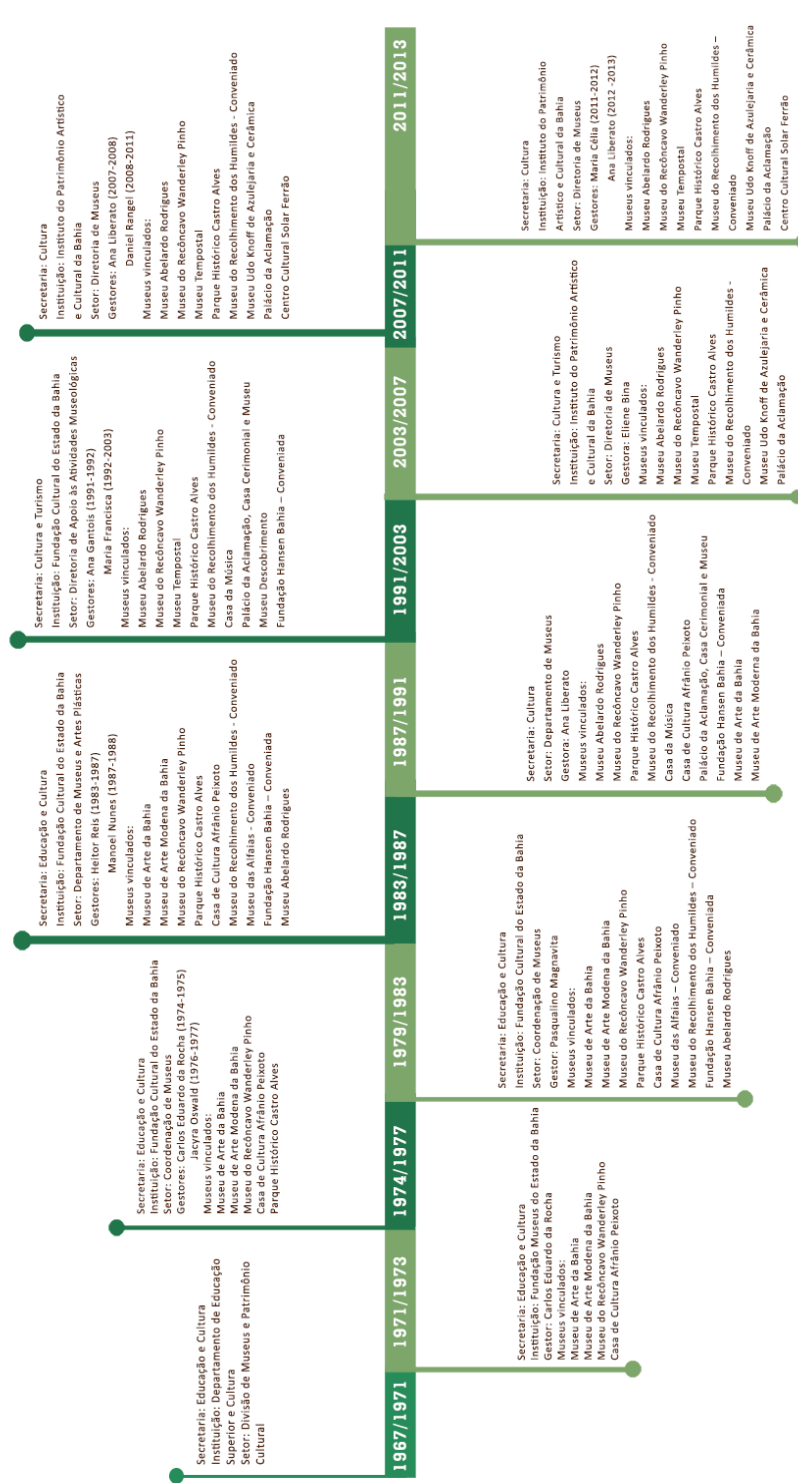 1967/1971
Secretaria: Educação e Cultura
Instituição: Departamento de Educação
Superior e Cultura
Setor: Divisão de Museus e Patrimônio
Cultural
1971/1973
Secretaria: Educação e Cultura
Instituição: Fundação Museus do Estado da Bahia
Gestor: Carlos Eduardo da Rocha
Museus vinculados:
Museu de Arte da Bahia
Museu de Arte Modena da Bahia
Museu do Recôncavo Wanderley Pinho
Casa de Cultura Afrânio Peixoto
1974/1977
Secretaria: Educação e Cultura
Instituição: Fundação Cultural do Estado da Bahia
Setor: Coordenação de Museus
Gestores: Carlos Eduardo da Rocha (1974-1975)
Jacyra Oswald (1976-1977)
Museus vinculados:
Museu de Arte da Bahia
Museu de Arte Modena da Bahia
Museu do Recôncavo Wanderley Pinho
Casa de Cultura Afrânio Peixoto
Parque Histórico Castro Alves
1979/1983
Secretaria: Educação e Cultura
Instituição: Fundação Cultural do Estado da Bahia
Setor: Coordenação de Museus
Gestor: Pasqualino Magnavita
Museus vinculados:
Museu de Arte da Bahia
Museu de Arte Modena da Bahia
Museu do Recôncavo Wanderley Pinho
Parque Histórico Castro Alves
Casa de Cultura Afrânio Peixoto
Museu das Alfaias – Conveniado
Museu do Recolhimento dos Humildes – Conveniado
Fundação Hansen Bahia – Conveniada
Museu Abelardo Rodrigues
1983/1987
Secretaria: Educação e Cultura
Instituição: Fundação Cultural do Estado da Bahia
Setor: Departamento de Museus e Artes Plásticas
Gestores: Heitor Reis (1983-1987)
Manoel Nunes (1987-1988)
Museus vinculados:
Museu de Arte da Bahia
Museu de Arte Modena da Bahia
Museu do Recôncavo Wanderley Pinho
Parque Histórico Castro Alves
Casa de Cultura Afrânio Peixoto
Museu do Recolhimento dos Humildes - Conveniado
Museu das Alfaias - Conveniado
Fundação Hansen Bahia – Conveniada
Museu Abelardo Rodrigues
1987/1991
Secretaria: Cultura
Setor: Departamento de Museus
Gestora: Ana Liberato
Museus vinculados:
Museu Abelardo Rodrigues
Museu do Recôncavo Wanderley Pinho
Parque Histórico Castro Alves
Museu do Recolhimento dos Humildes - Conveniado
Casa da Música
Casa de Cultura Afrânio Peixoto
Palácio da Aclamação, Casa Cerimonial e Museu
Fundação Hansen Bahia – Conveniada
Museu de Arte da Bahia
Museu de Arte Moderna da Bahia
1991/2003
Secretaria: Cultura e Turismo
Instituição: Fundação Cultural do Estado da Bahia
Setor: Diretoria de Apoio às Atividades Museológicas
Gestores: Ana Gantois (1991-1992)
Maria Francisca (1992-2003)
Museus vinculados:
Museu Abelardo Rodrigues
Museu do Recôncavo Wanderley Pinho
Museu Tempostal
Parque Histórico Castro Alves
Museu do Recolhimento dos Humildes - Conveniado
Casa da Música
Palácio da Aclamação, Casa Cerimonial e Museu
Museu Descobrimento
Fundação Hansen Bahia – Conveniada
2003/2007
Secretaria: Cultura e Turismo
Instituição: Instituto do Patrimônio Artístico
e Cultural da Bahia
Setor: Diretoria de Museus
Gestora: Eliene Bina
Museus vinculados:
Museu Abelardo Rodrigues
Museu do Recôncavo Wanderley Pinho
Museu Tempostal
Parque Histórico Castro Alves
Museu do Recolhimento dos Humildes -
Conveniado
Museu Udo Knoff de Azulejaria e Cerâmica
Palácio da Aclamação
2007/2011
Secretaria: Cultura
Instituição: Instituto do Patrimônio Artístico
e Cultural da Bahia
Setor: Diretoria de Museus
Gestores: Ana Liberato (2007-2008)
Daniel Rangel (2008-2011)
Museus vinculados:
Museu Abelardo Rodrigues
Museu do Recôncavo Wanderley Pinho
Museu Tempostal
Parque Histórico Castro Alves
Museu do Recolhimento dos Humildes - Conveniado
Museu Udo Knoff de Azulejaria e Cerâmica
Palácio da Aclamação
Centro Cultural Solar Ferrão
2011/2013
Secretaria: Cultura
Instituição: Instituto do Patrimônio
Artístico e Cultural da Bahia
Setor: Diretoria de Museus
Gestores: Maria Célia (2011-2012)
Ana Liberato (2012 -2013)
Museus vinculados:
Museu Abelardo Rodrigues
Museu do Recôncavo Wanderley Pinho
Museu Tempostal
Parque Histórico Castro Alves
Museu do Recolhimento dos Humildes –
Conveniado
Museu Udo Knoff de Azulejaria e Cerâmica
Palácio da Aclamação
Centro Cultural Solar Ferrão